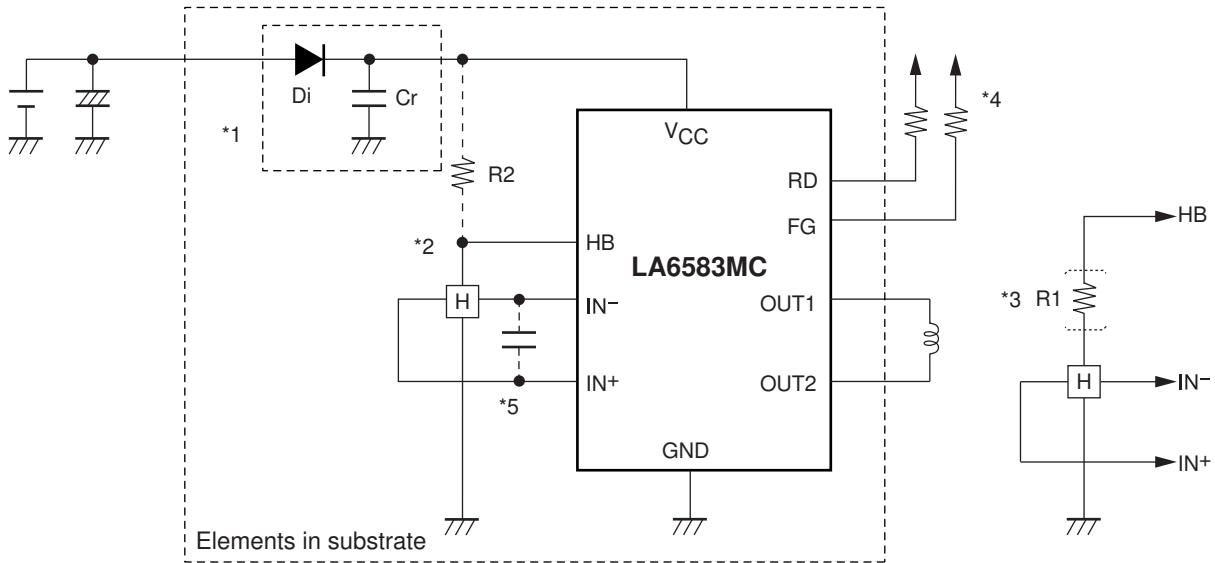 Di
Cr
*1
*4
VCC
R2
RD
FG
HB
*2
HB
LA6583MC
*3 R1
H
IN−
OUT1
H
IN−
IN+
OUT2
*5
IN+
GND
Elements in substrate